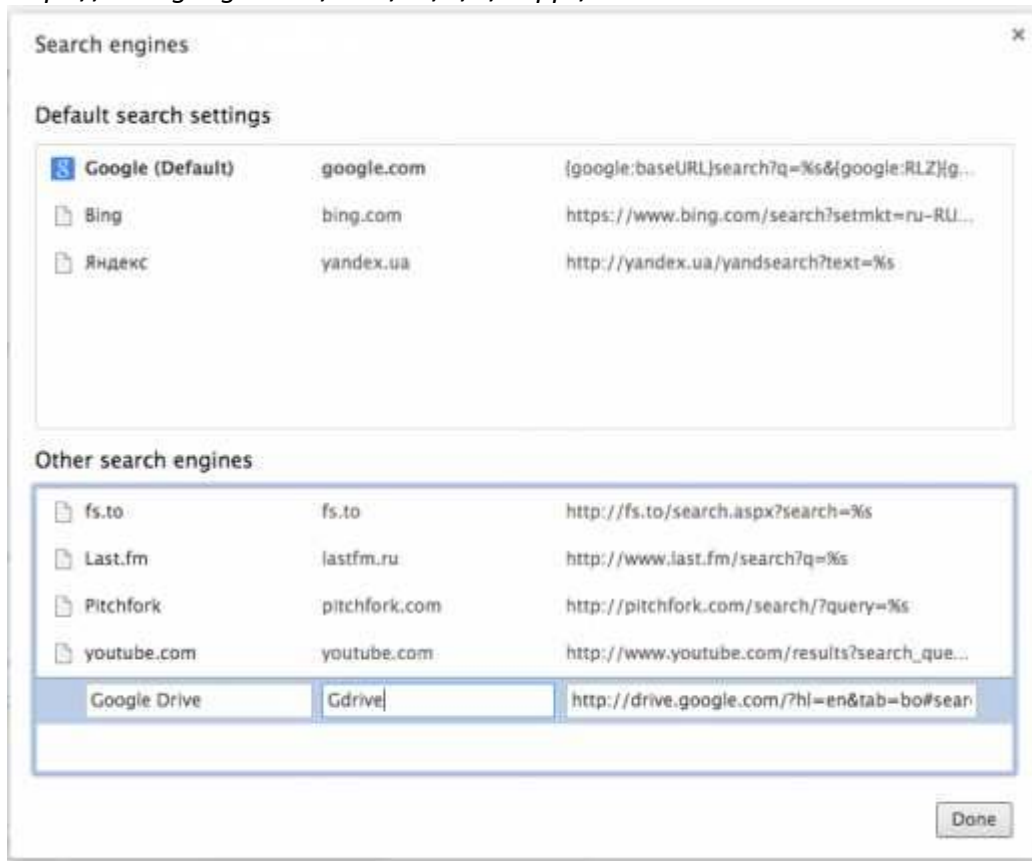 Search engines
Default search settings
Google (Default) google.com {google:baseURL}search?q=%s&{google:RLZ}{g...
Bing bing.com https://www.bing.com/search?setmkt=ru-RU...
Яндекс yandex.ua http://yandex.ua/yandsearch?text=%s
Other search engines
fs.to fs.to http://fs.to/search.aspx?search=%s
Last.fm lastfm.ru http://www.last.fm/search?q=%s
Pitchfork pitchfork.com http://pitchfork.com/search/?query=%s
youtube.com youtube.com http://www.youtube.com/results?search_que...
Google Drive Gdrive http://drive.google.com/?hl=en&tab=bo#sear
Done